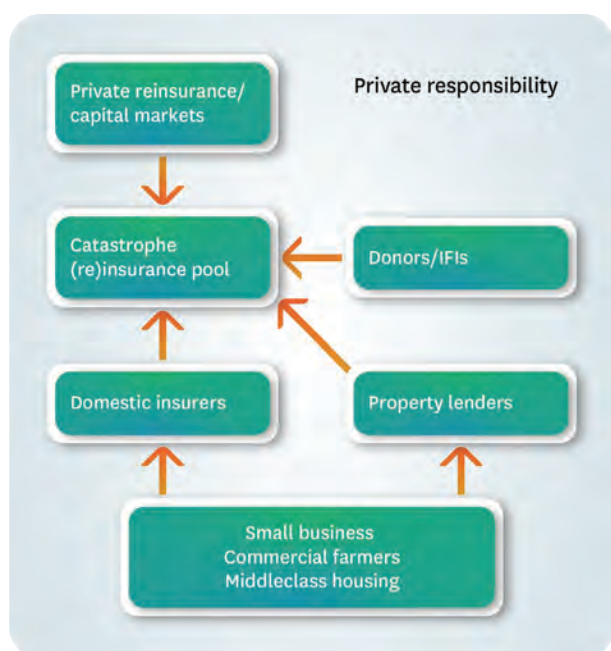 Private reinsurance/
capital markets
Private responsibility
Catastrophe
(re)insurance pool
Donors/IFIs
Domestic insurers
Property lenders
Small business
Commercial farmers
Middleclass housing